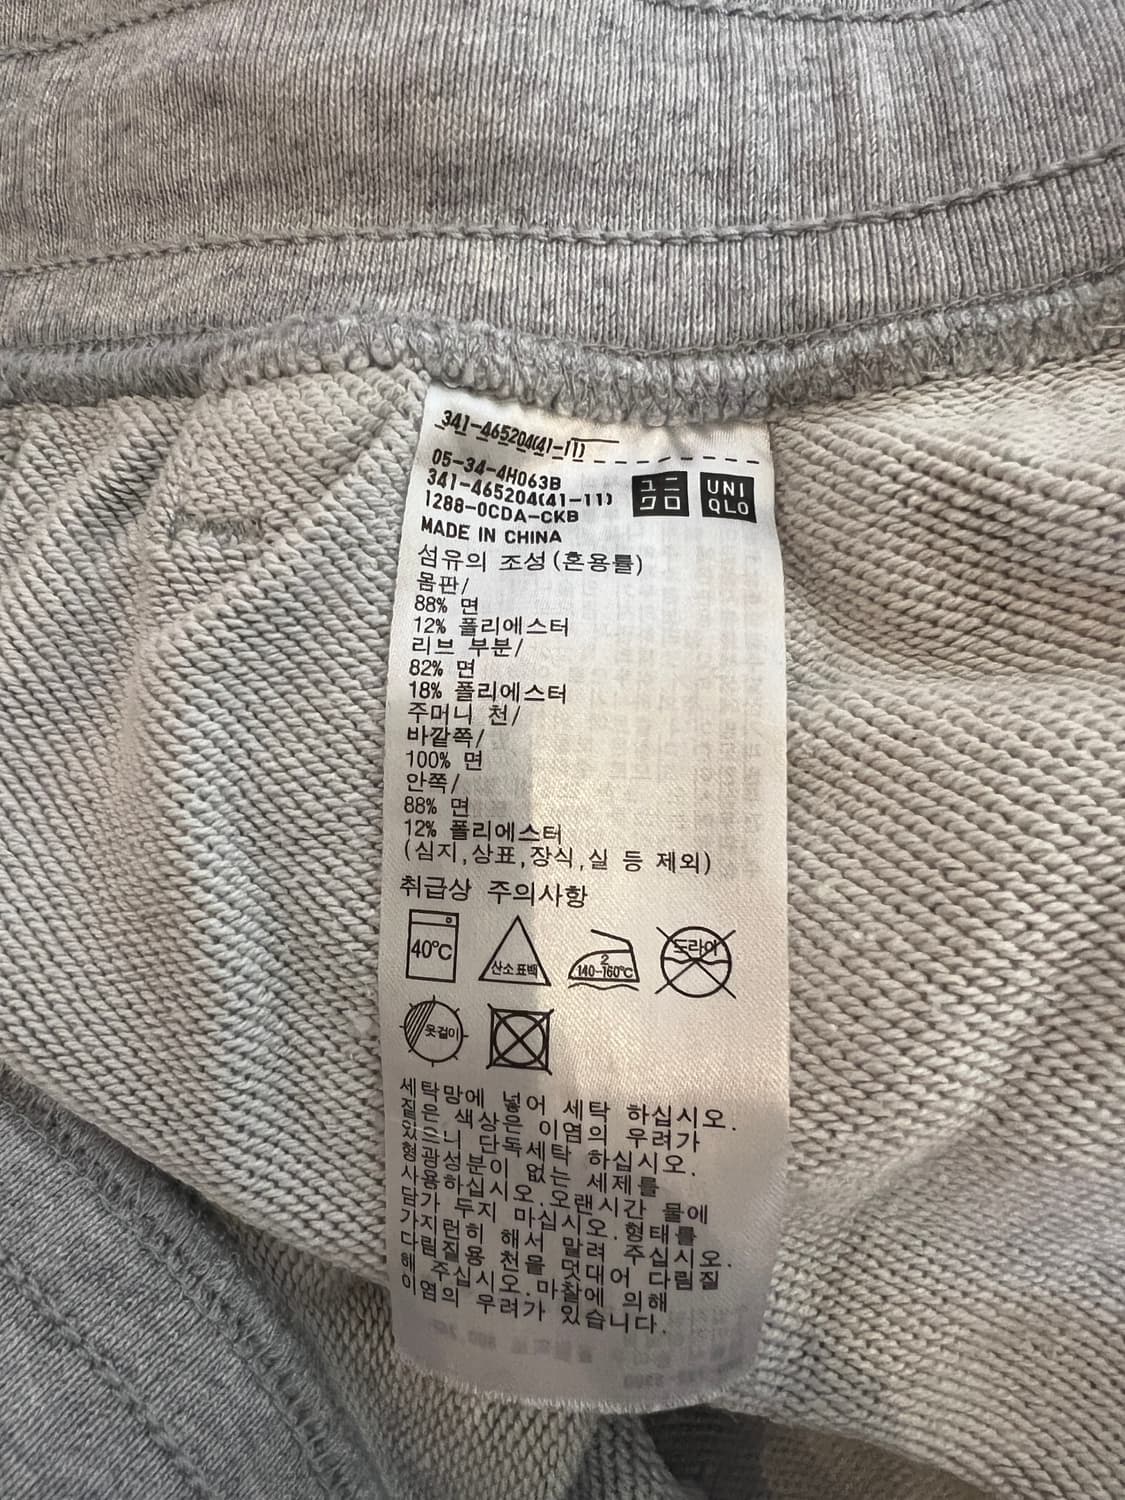 341-465204(41-11)
05-34-4H063B
341-465204(41-11)
1288-0CDA-CKB
MADE IN CHINA
ユニ
クロ
UNI
QLO
섬유의 조성(혼용률)
몸판/
88% 면
12% 폴리에스터
리브 부분/
82% 면
18% 폴리에스터
주머니 천/
바깥쪽/
100% 면
안쪽/
88% 면
12% 폴리에스터
(심지,상표,장식,실 등 제외)
취급상 주의사항
40℃
산소표백
2
140-160℃
드라이
옷걸이
세탁망에 넣어 세탁 하십시오.
짙은 색상은 이염의 우려가
있으니 단독세탁 하십시오.
형광성분이 없는 세제를
사용하십시오.오랜시간 물에
담가 두지 마십시오.형태를
가지런히 해서 말려 주십시오.
다림질용 천을 덧대어 다림질
해 주십시오.마찰에 의해
이염의 우려가 있습니다.